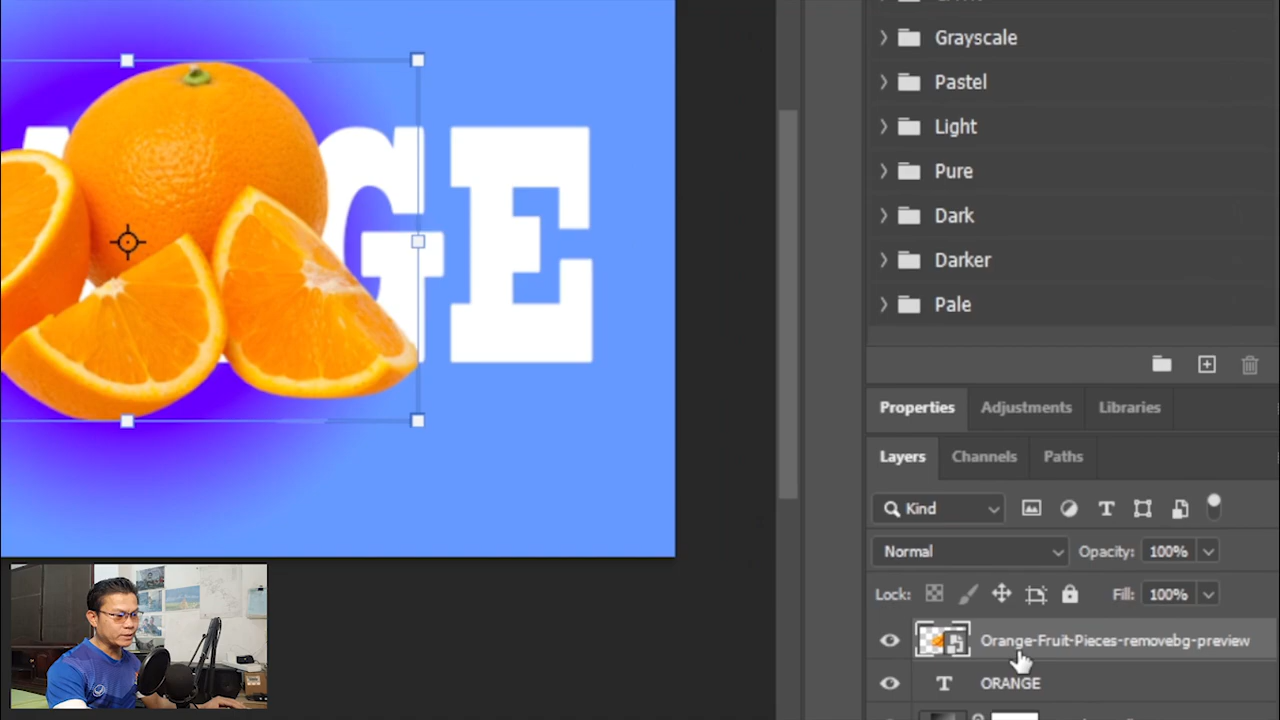 GE
Grayscale
Pastel
Light
Pure
Dark
Darker
Pale
Properties Adjustments Libraries
Layers Channels Paths
Kind
Normal Opacity: 100%
Lock: Fill: 100%
Orange-Fruit-Pieces-removebg-preview
T ORANGE